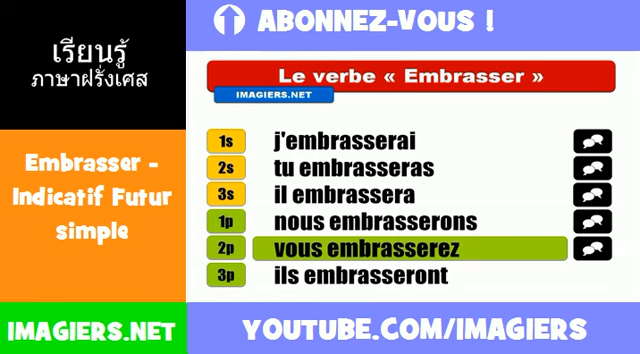 เรียนรู้
ภาษาฝรั่งเศส
Embrasser -
Indicatif Futur
simple
IMAGIERS.NET
ABONNEZ-VOUS !
Le verbe « Embrasser »
IMAGIERS.NET
1s j'embrasserai
2s tu embrasseras
3s il embrassera
1p nous embrasserons
2p vous embrasserez
3p ils embrasseront
YOUTUBE.COM/IMAGIERS